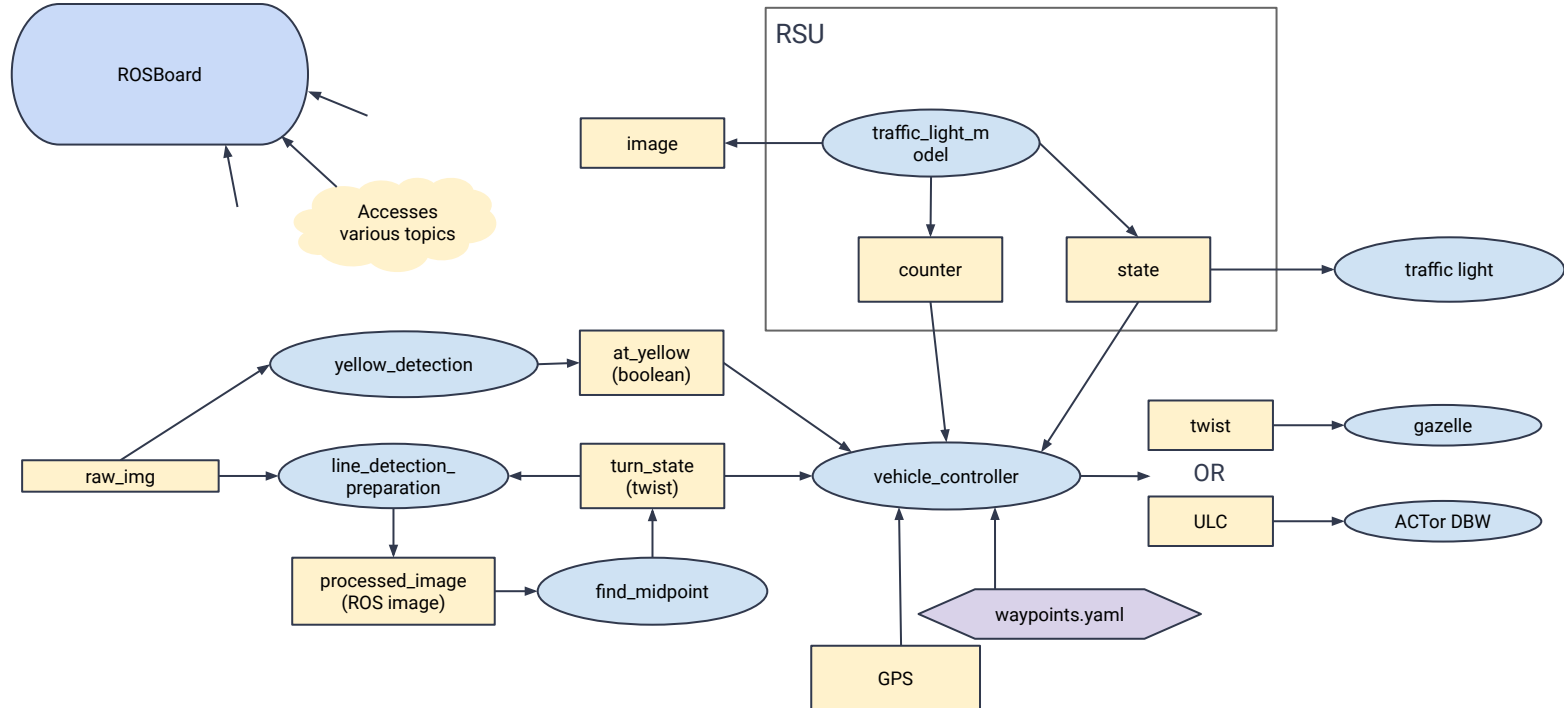 ROSBoard
RSU
traffic_light_m
odel
image
Accesses
various topics
counter
state
traffic light
yellow_detection
at_yellow
(boolean)
twist
gazelle
raw_img
line_detection_
preparation
turn_state
(twist)
vehicle_controller
OR
ULC
ACTor DBW
processed_image
(ROS image)
find_midpoint
waypoints.yaml
GPS